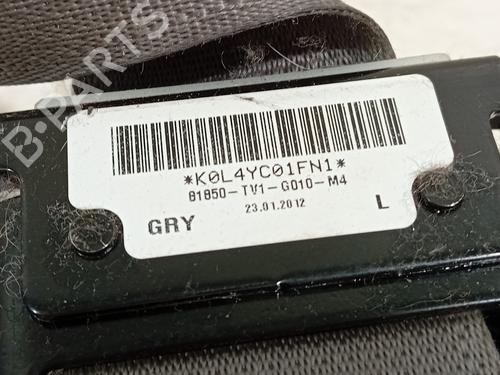 B-PARTS
*K0L4YC01FN1*
81850-TV1-G010-M4
23.01.2012
GRY L